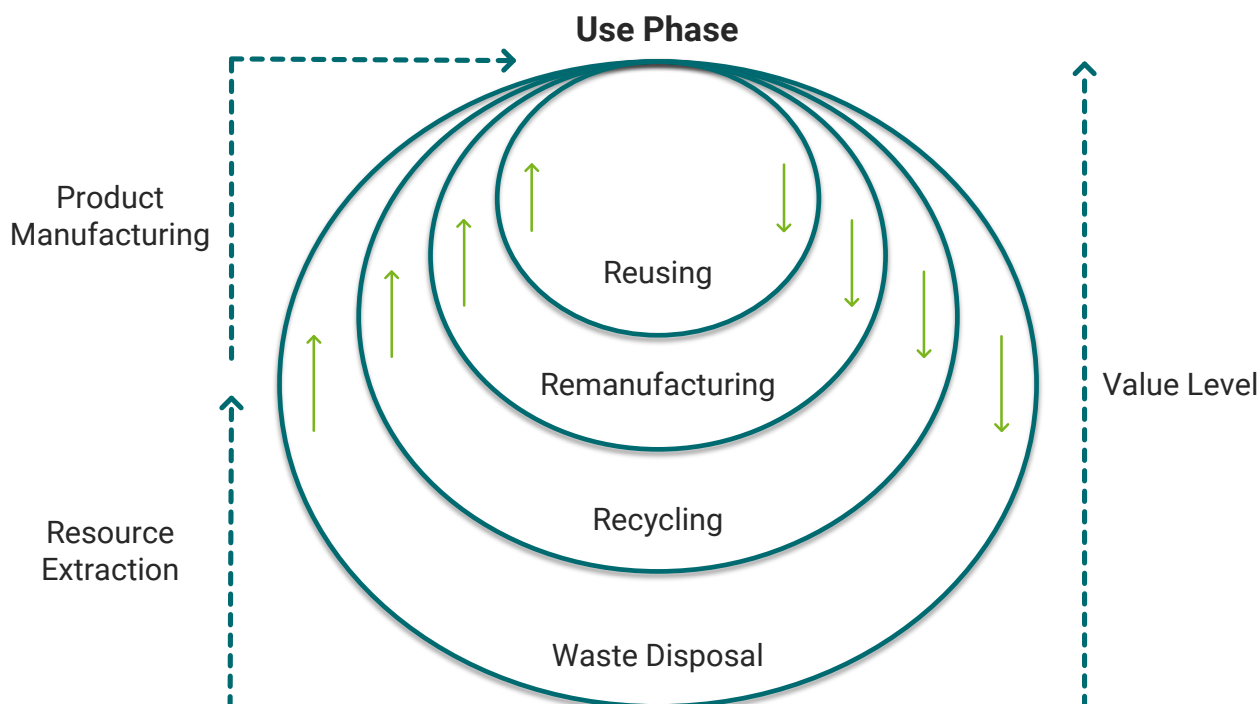 Use Phase
Product
Manufacturing
Reusing
Remanufacturing
Value Level
Recycling
Resource
Extraction
Waste Disposal